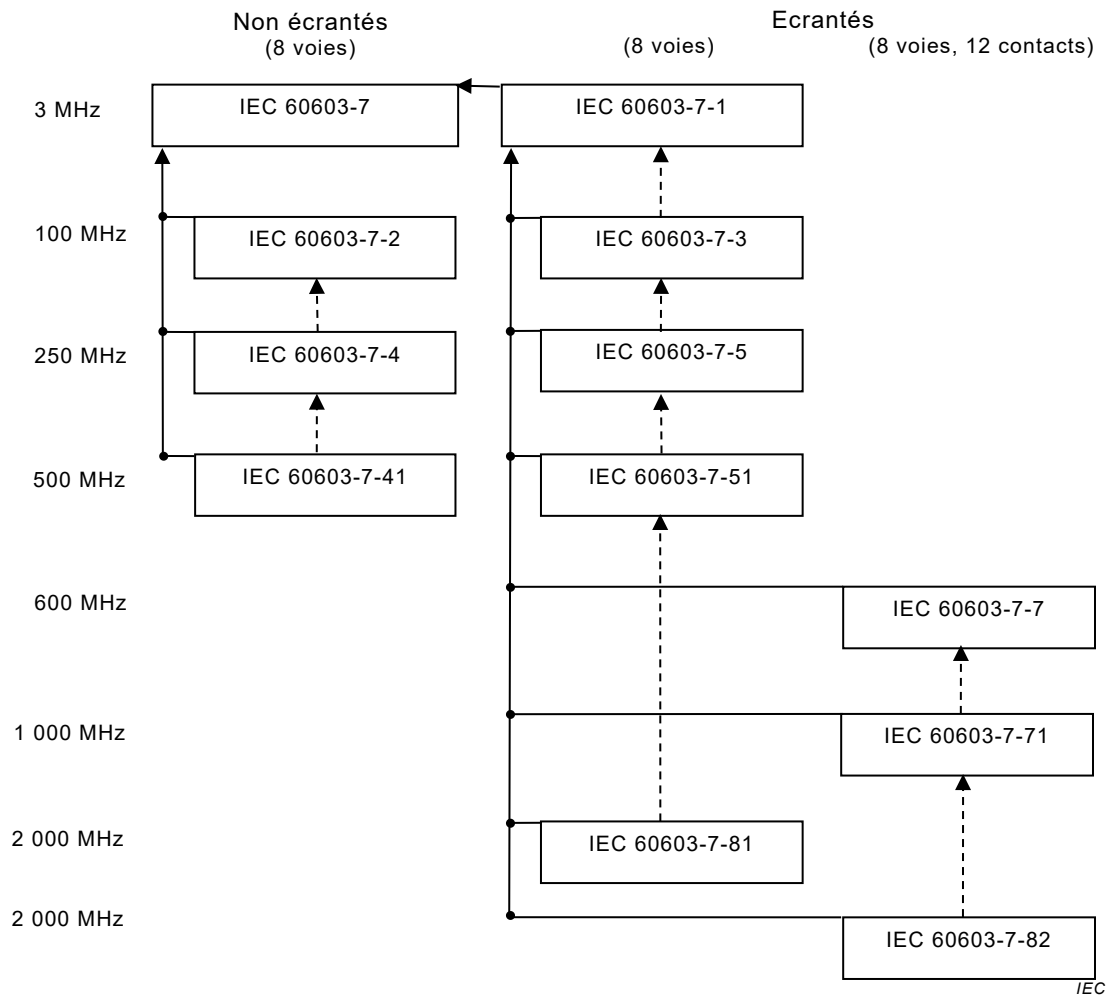 Non écrantés
(8 voies)
Ecrantés
(8 voies)
(8 voies, 12 contacts)
3 MHz
IEC 60603-7
IEC 60603-7-1
100 MHz
IEC 60603-7-2
IEC 60603-7-3
250 MHz
IEC 60603-7-4
IEC 60603-7-5
500 MHz
IEC 60603-7-41
IEC 60603-7-51
600 MHz
IEC 60603-7-7
1 000 MHz
IEC 60603-7-71
2 000 MHz
IEC 60603-7-81
2 000 MHz
IEC 60603-7-82
IEC